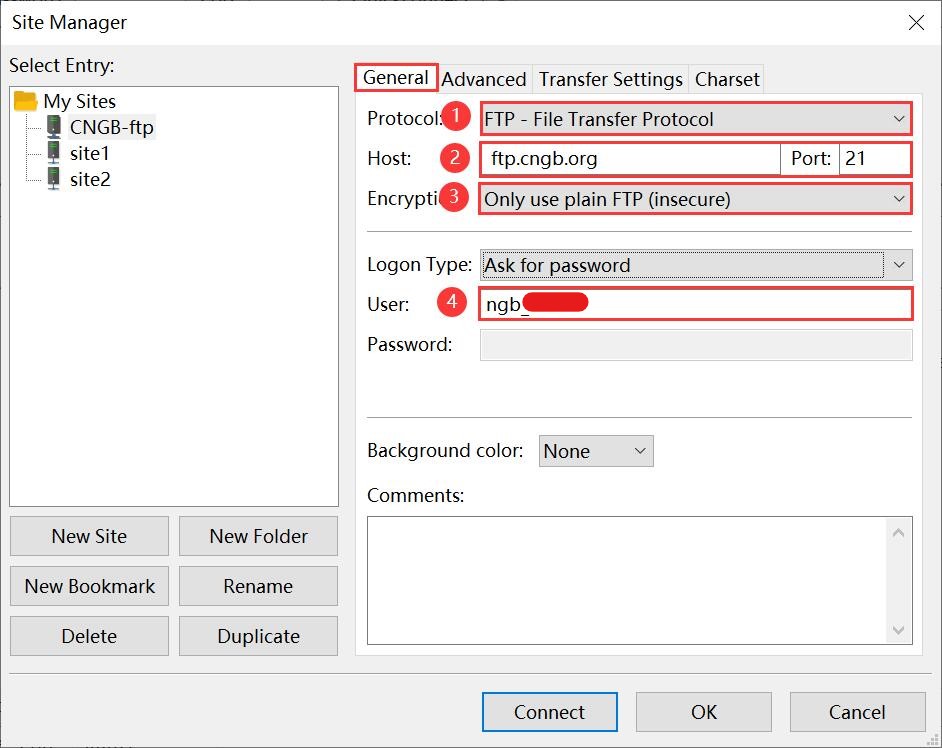 Site Manager
Select Entry:
My Sites
CNGB-ftp
site1
site2
New Site
New Folder
New Bookmark
Rename
Delete
Duplicate
General
Advanced
Transfer Settings
Charset
Protocol:
1
FTP - File Transfer Protocol
Host:
2
ftp.cngb.org
Port:
21
Encrypti
3
Only use plain FTP (insecure)
Logon Type:
Ask for password
User:
4
ngb_
Password:
Background color:
None
Comments:
Connect
OK
Cancel